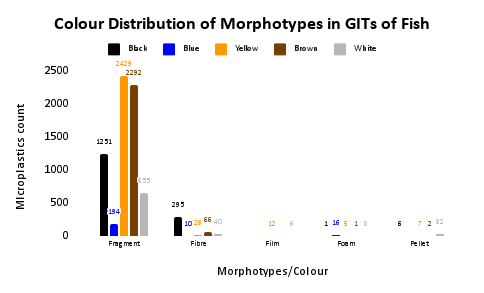 Colour Distribution of Morphotypes in GITs of Fish
Black Blue Yellow Brown White
Microplastics count
2500
2000
1500
1000
500
0
1251 194 2429 2292 655
295 10 26 66 40
12 6
1 16 3 1 8
6 7 2 32
Fragment Fibre Film Foam Pellet
Morphotypes/Colour